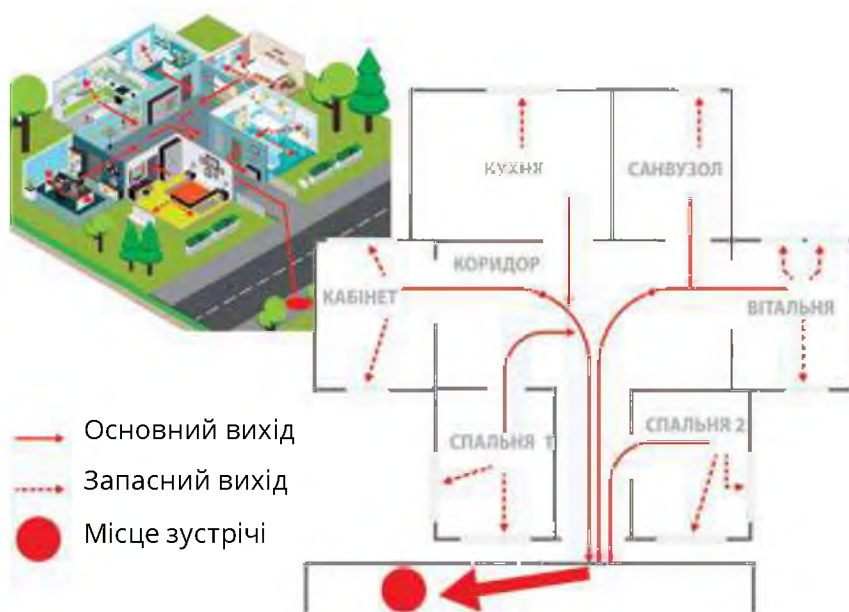 КУХНЯ
САНВУЗОЛ
КОРИДОР
КАБІНЕТ
ВІТАЛЬНЯ
СПАЛЬНЯ 1
СПАЛЬНЯ 2
Основний вихід
Запасний вихід
Місце зустрічі